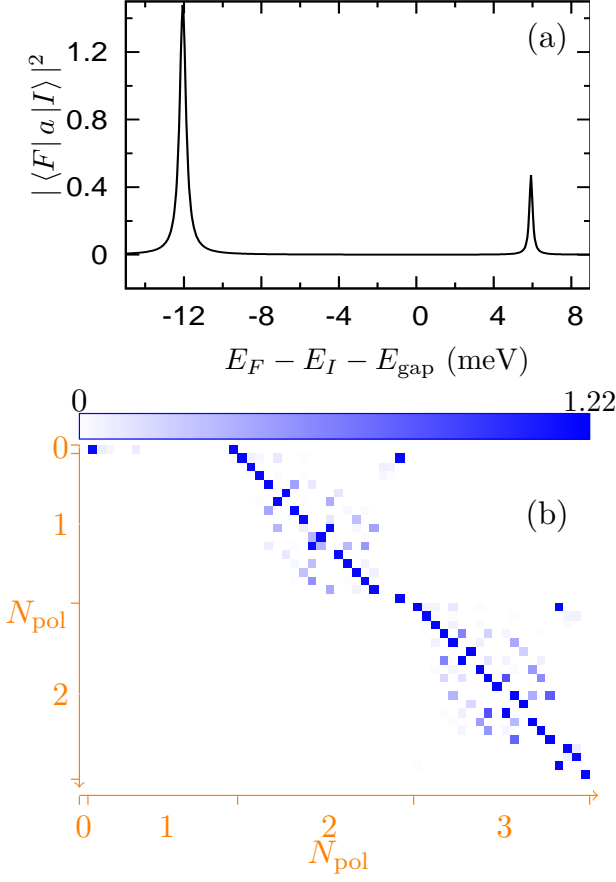 (a)
|⟨F| a |I⟩|²
1.2
0.8
0.4
0
-12 -8 -4 0 4 8
E_F − E_I − E_gap (meV)
0 1.22
(b)
0
1
N_pol
2
0 1 2 3
N_pol